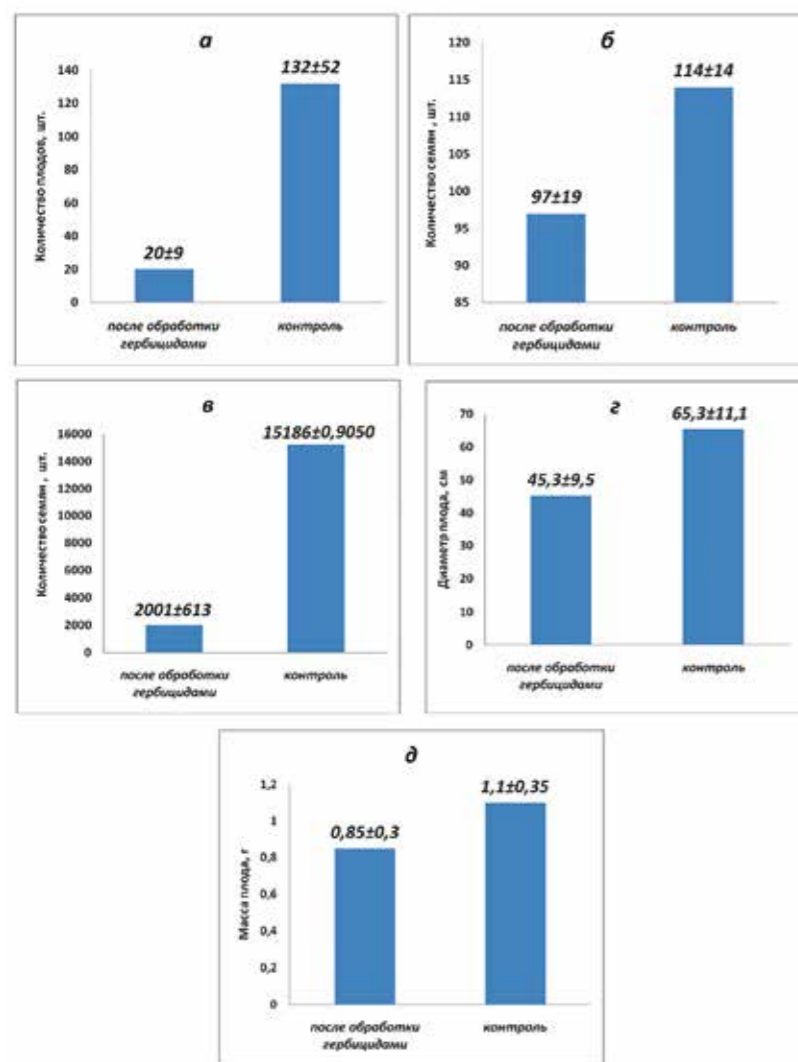 а
140
120
100
80
60
40
20
0
Количество плодов, шт.
20±9
132±52
после обработки
гербицидами
контроль
б
120
115
110
105
100
95
90
85
Количество семян , шт.
97±19
114±14
после обработки
гербицидами
контроль
в
16000
14000
12000
10000
8000
6000
4000
2000
0
Количество семян , шт.
2001±613
15186±0,9050
после обработки
гербицидами
контроль
г
70
60
50
40
30
20
10
0
Диаметр плода, см
45,3±9,5
65,3±11,1
после обработки
гербицидами
контроль
д
1,2
1
0,8
0,6
0,4
0,2
0
Масса плода, г
0,85±0,3
1,1±0,35
после обработки
гербицидами
контроль